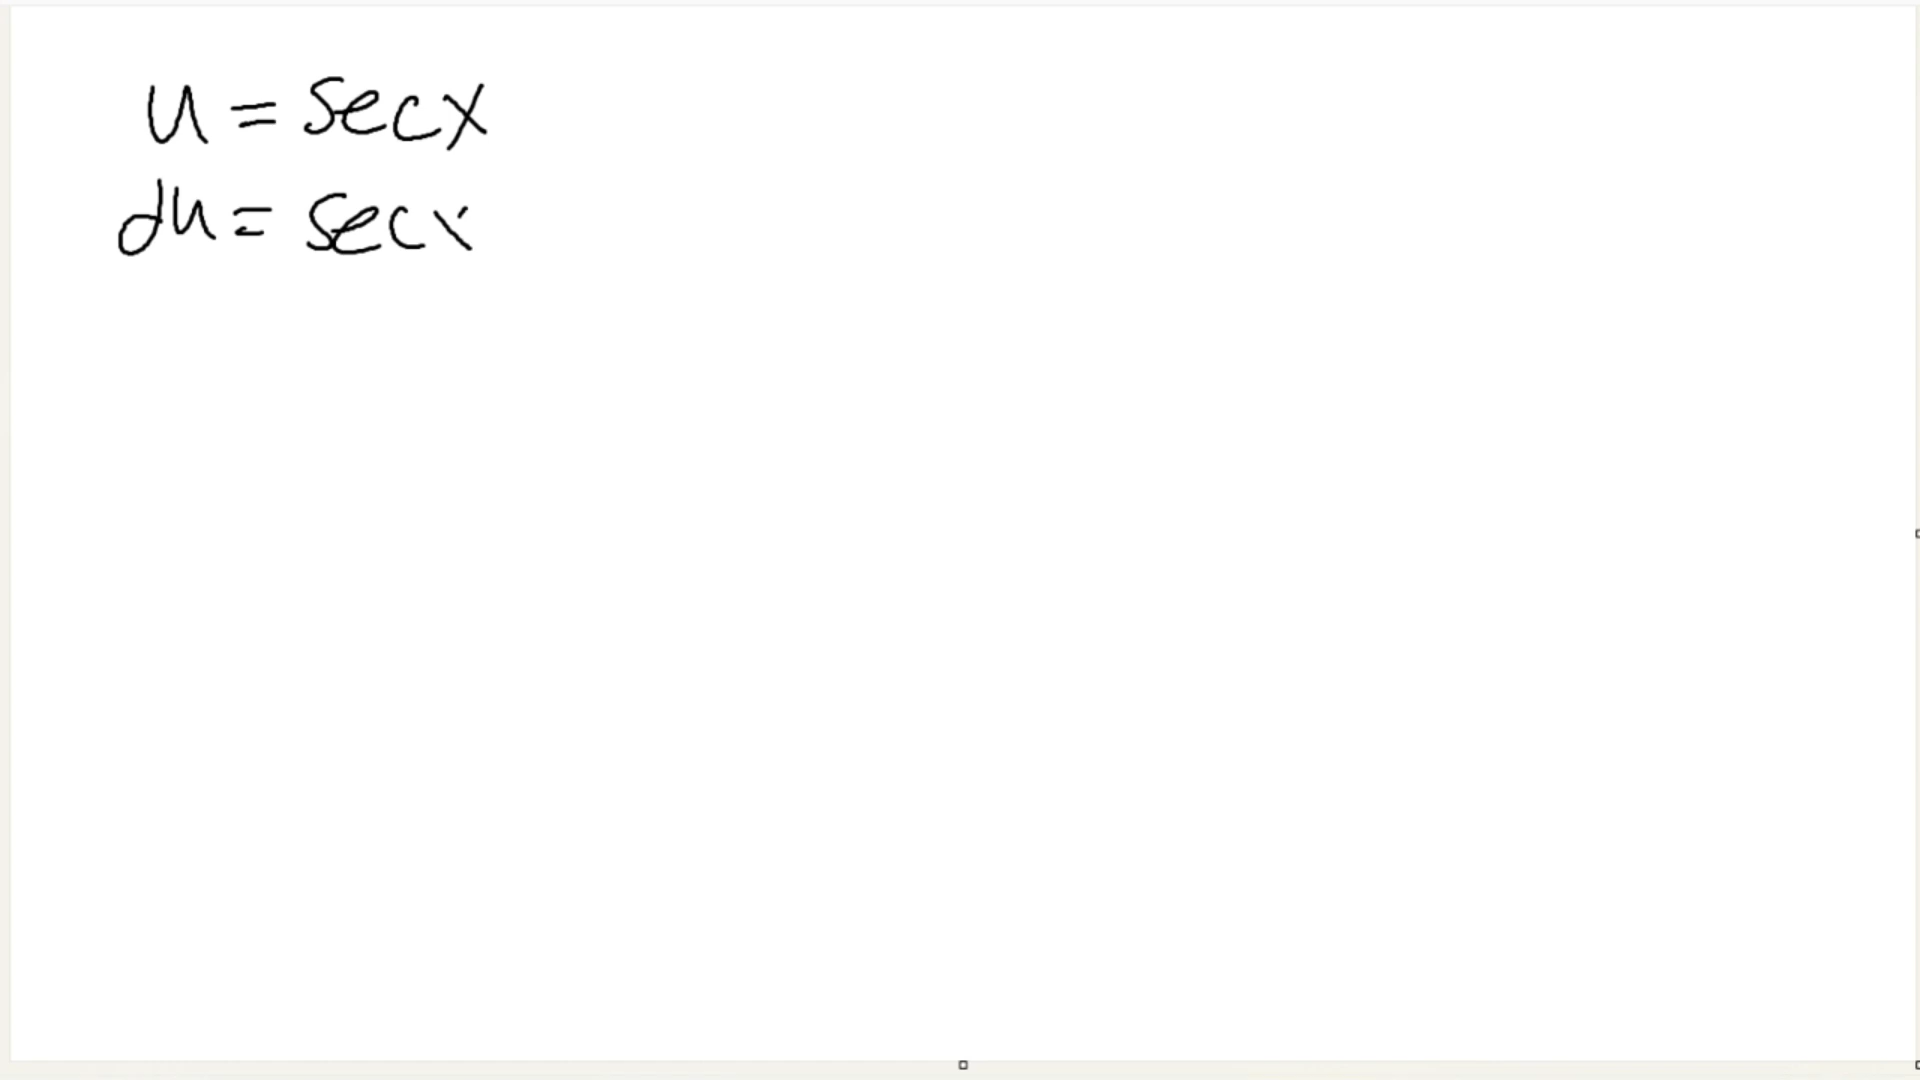 u = secx
du = secx